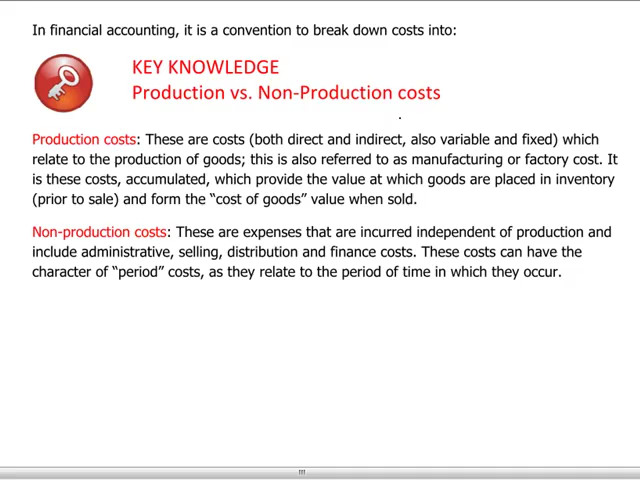 In financial accounting, it is a convention to break down costs into:
KEY KNOWLEDGE
Production vs. Non-Production costs
Production costs: These are costs (both direct and indirect, also variable and fixed) which
relate to the production of goods; this is also referred to as manufacturing or factory cost. It
is these costs, accumulated, which provide the value at which goods are placed in inventory
(prior to sale) and form the “cost of goods” value when sold.
Non-production costs: These are expenses that are incurred independent of production and
include administrative, selling, distribution and finance costs. These costs can have the
character of “period” costs, as they relate to the period of time in which they occur.